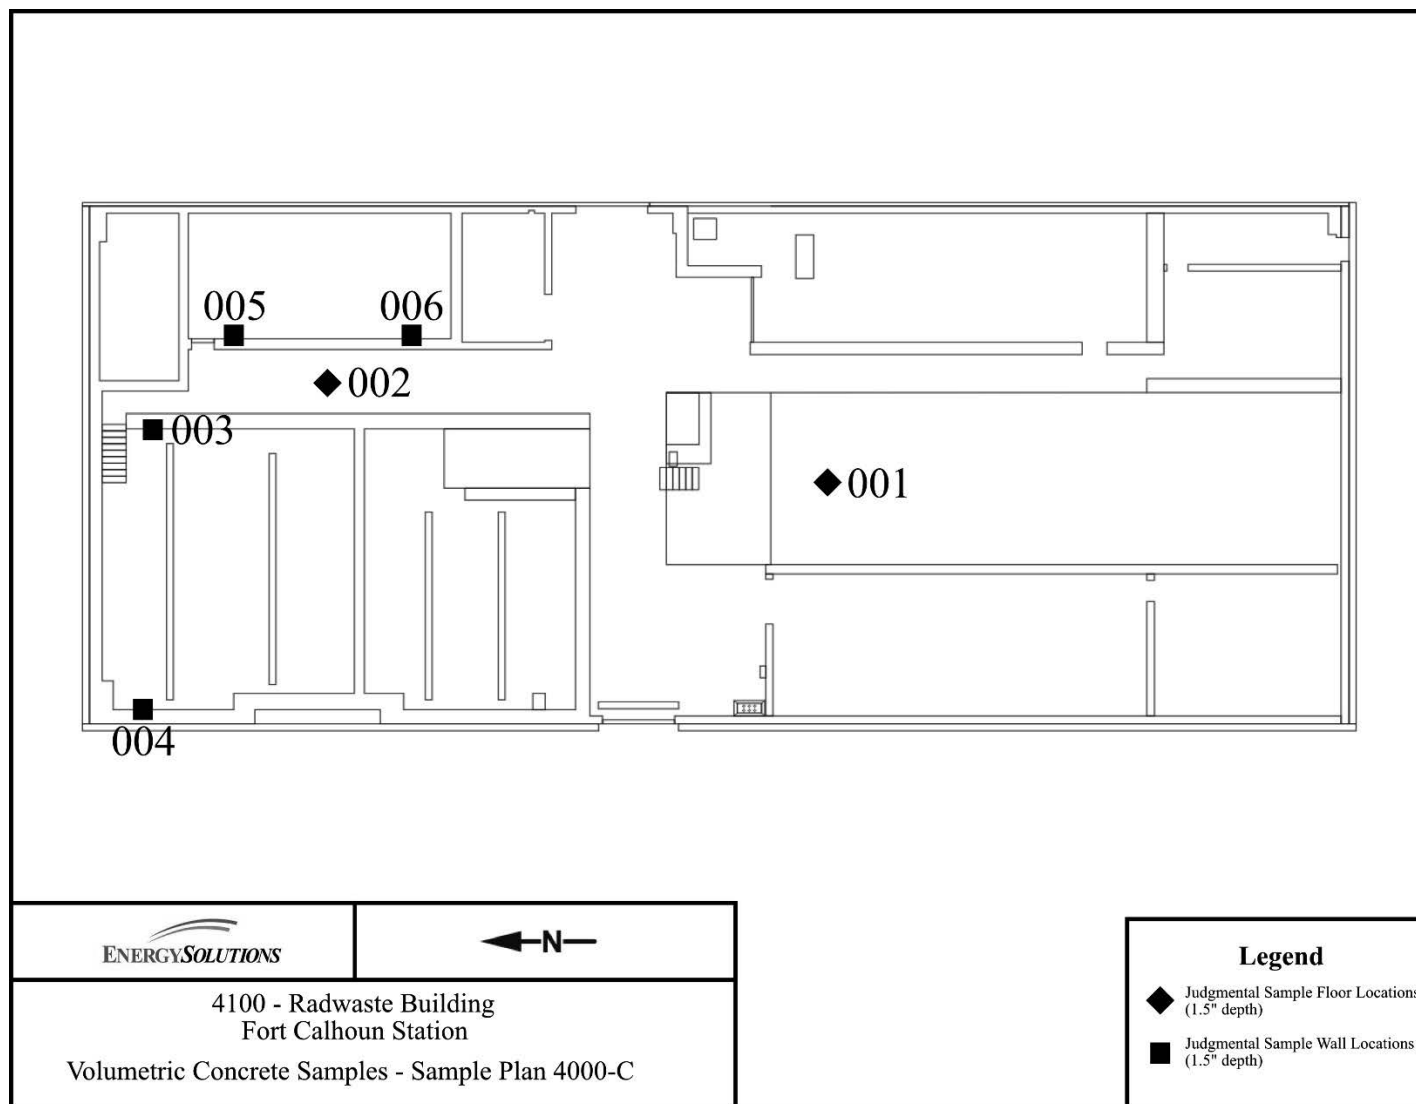 005
006
002
003
001
004
ENERGYSOLUTIONS
N
4100 - Radwaste Building
Fort Calhoun Station
Volumetric Concrete Samples - Sample Plan 4000-C
Legend
Judgmental Sample Floor Locations
(1.5" depth)
Judgmental Sample Wall Locations
(1.5" depth)